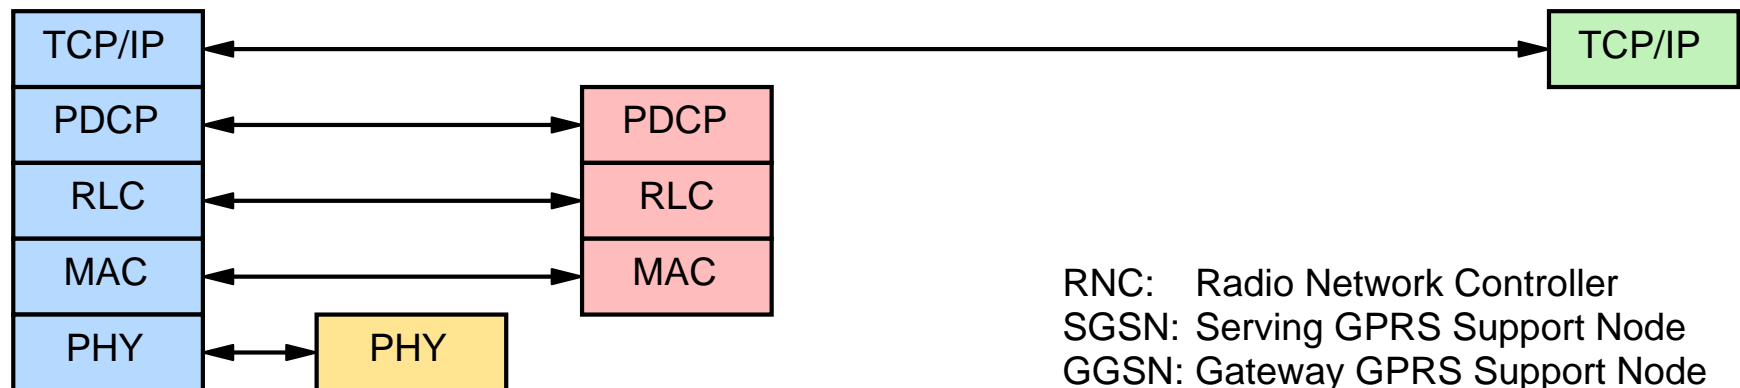 TCP/IP TCP/IP
PDCP PDCP
RLC RLC
MAC MAC
RNC: Radio Network Controller
SGSN: Serving GPRS Support Node
PHY PHY
GGSN: Gateway GPRS Support Node